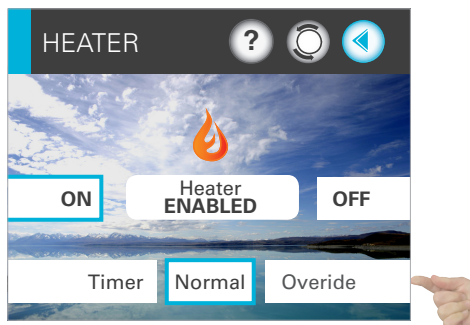 HEATER ?
ON Heater OFF
ENABLED
Timer Normal Overide